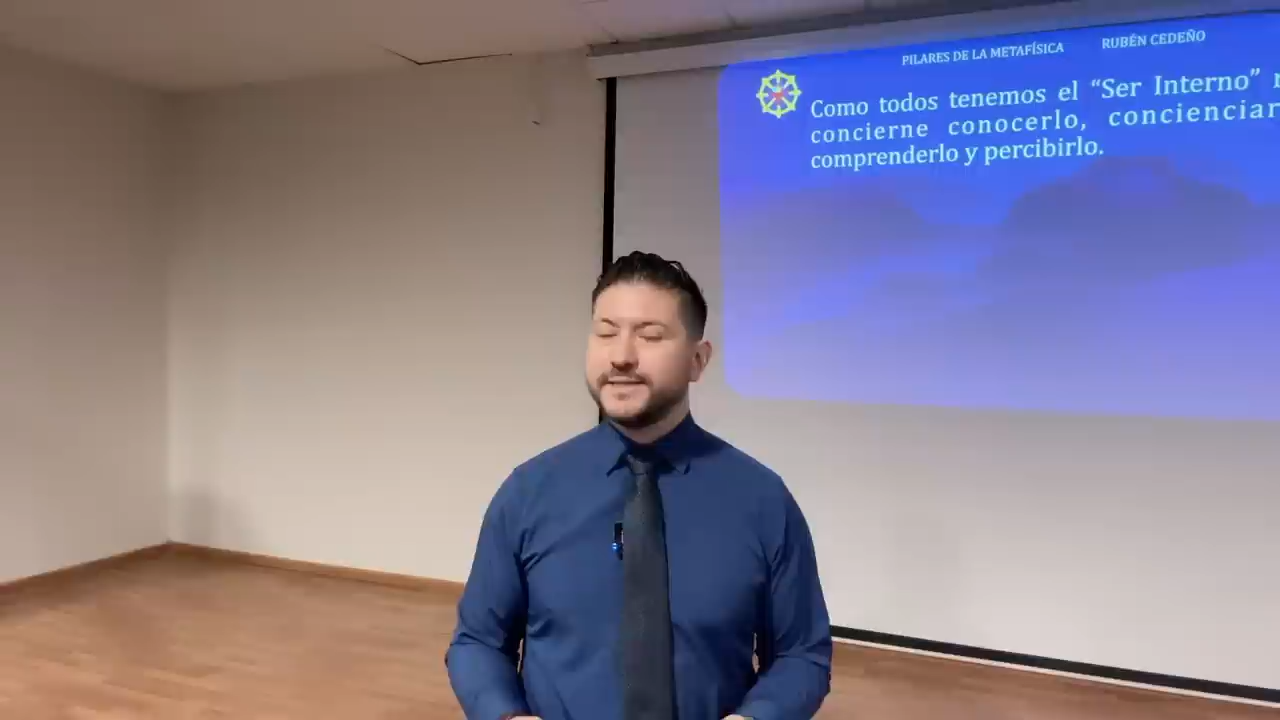 PILARES DE LA METAFÍSICA RUBÉN CEDEÑO
Como todos tenemos el “Ser Interno”
concierne conocerlo, concienciar
comprenderlo y percibirlo.